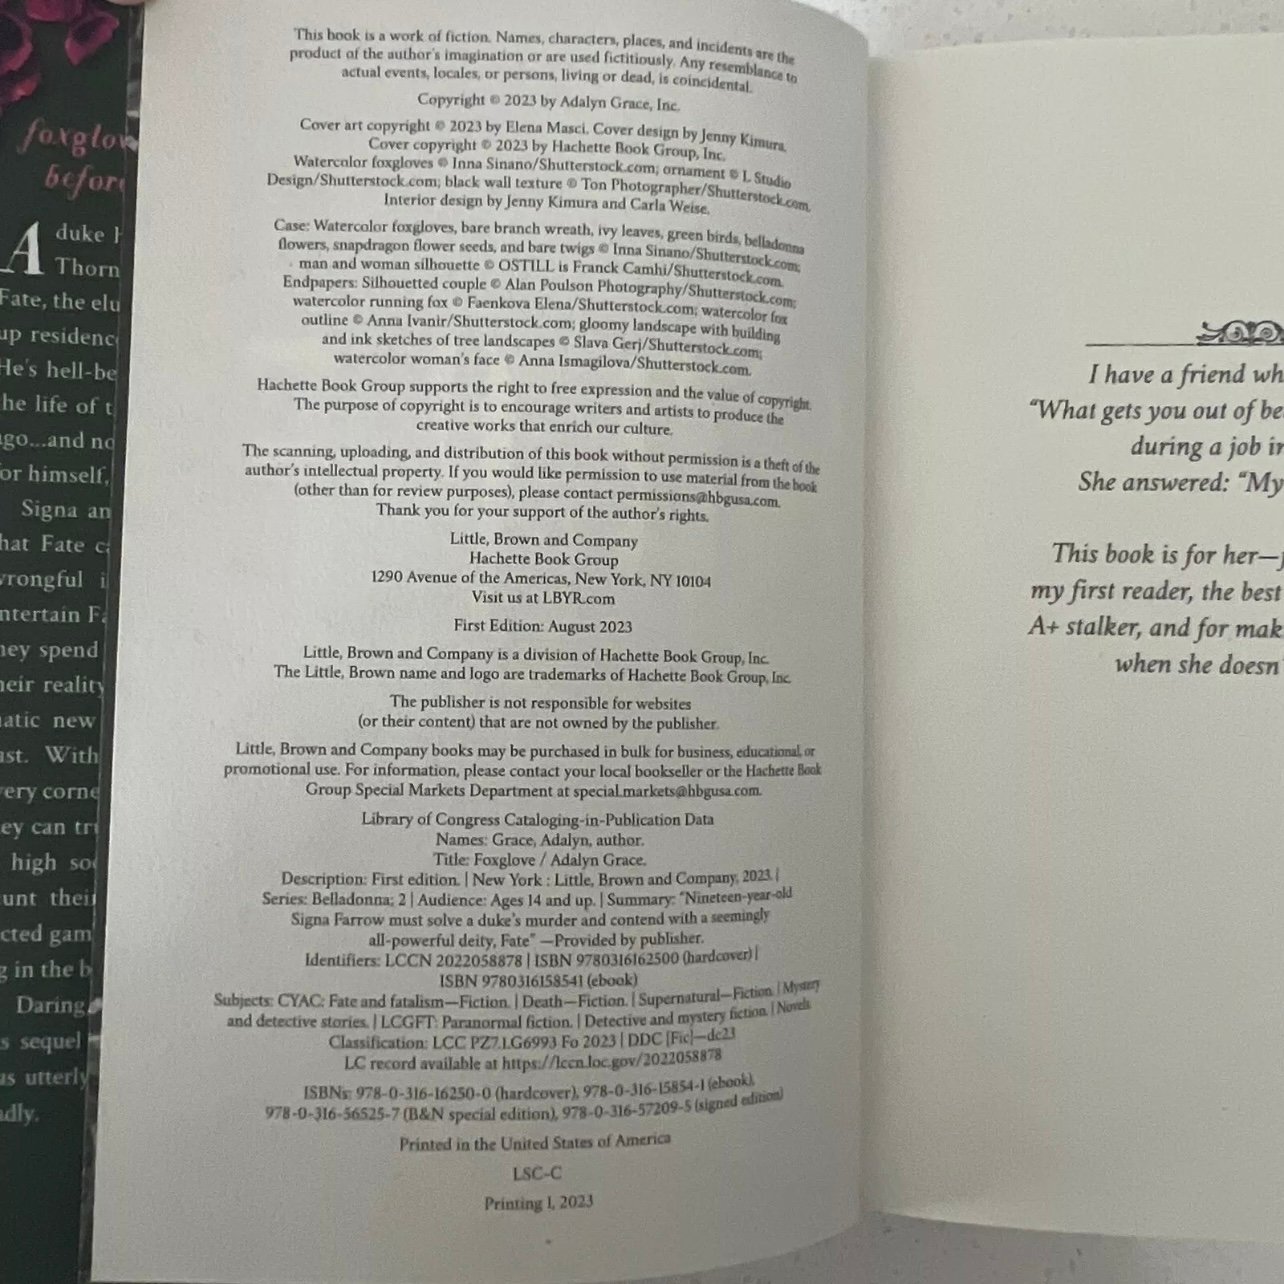 foxglov
before
A duke h
Thorn
Fate, the elu
up residenc
He's hell-be
he life of t
go...and no
or himself,
Signa an
hat Fate ca
wrongful i
ntertain Fa
hey spend
heir reality
natic new
ast. With
very corne
ey can tru
high soc
unt their
cted gam
g in the b
Daring
s sequel
as utterly
adly.
This book is a work of fiction. Names, characters, places, and incidents are the
product of the author's imagination or are used fictitiously. Any resemblance to
actual events, locales, or persons, living or dead, is coincidental.
Copyright © 2023 by Adalyn Grace, Inc.
Cover art copyright © 2023 by Elena Masci. Cover design by Jenny Kimura.
Cover copyright © 2023 by Hachette Book Group, Inc.
Watercolor foxgloves © Inna Sinano/Shutterstock.com; ornament © L Studio
Design/Shutterstock.com; black wall texture © Ton Photographer/Shutterstock.com.
Interior design by Jenny Kimura and Carla Weise.
Case: Watercolor foxgloves, bare branch wreath, ivy leaves, green birds, belladonna
flowers, snapdragon flower seeds, and bare twigs © Inna Sinano/Shutterstock.com;
man and woman silhouette © OSTILL is Franck Camhi/Shutterstock.com.
Endpapers: Silhouetted couple © Alan Poulson Photography/Shutterstock.com;
watercolor running fox © Faenkova Elena/Shutterstock.com; watercolor fox
outline © Anna Ivanir/Shutterstock.com; gloomy landscape with building
and ink sketches of tree landscapes © Slava Gerj/Shutterstock.com;
watercolor woman's face © Anna Ismagilova/Shutterstock.com.
Hachette Book Group supports the right to free expression and the value of copyright.
The purpose of copyright is to encourage writers and artists to produce the
creative works that enrich our culture.
The scanning, uploading, and distribution of this book without permission is a theft of the
author's intellectual property. If you would like permission to use material from the book
(other than for review purposes), please contact permissions@hbgusa.com.
Thank you for your support of the author's rights.
Little, Brown and Company
Hachette Book Group
1290 Avenue of the Americas, New York, NY 10104
Visit us at LBYR.com
First Edition: August 2023
Little, Brown and Company is a division of Hachette Book Group, Inc.
The Little, Brown name and logo are trademarks of Hachette Book Group, Inc.
The publisher is not responsible for websites
(or their content) that are not owned by the publisher.
Little, Brown and Company books may be purchased in bulk for business, educational, or
promotional use. For information, please contact your local bookseller or the Hachette Book
Group Special Markets Department at special.markets@hbgusa.com.
Library of Congress Cataloging-in-Publication Data
Names: Grace, Adalyn, author.
Title: Foxglove / Adalyn Grace.
Description: First edition. | New York : Little, Brown and Company, 2023. |
Series: Belladonna; 2 | Audience: Ages 14 and up. | Summary: "Nineteen-year-old
Signa Farrow must solve a duke's murder and contend with a seemingly
all-powerful deity, Fate" —Provided by publisher.
Identifiers: LCCN 2022058878 | ISBN 9780316162500 (hardcover) |
ISBN 9780316158541 (ebook)
Subjects: CYAC: Fate and fatalism—Fiction. | Death—Fiction. | Supernatural—Fiction. | Mystery
and detective stories. | LCGFT: Paranormal fiction. | Detective and mystery fiction. | Novels.
Classification: LCC PZ7.1.G6993 Fo 2023 | DDC [Fic]—dc23
LC record available at https://lccn.loc.gov/2022058878
ISBNs: 978-0-316-16250-0 (hardcover), 978-0-316-15854-1 (ebook),
978-0-316-56525-7 (B&N special edition), 978-0-316-57209-5 (signed edition)
Printed in the United States of America
LSC-C
Printing 1, 2023
I have a friend wh
"What gets you out of be
during a job in
She answered: "My
This book is for her—
my first reader, the best
A+ stalker, and for mak
when she doesn